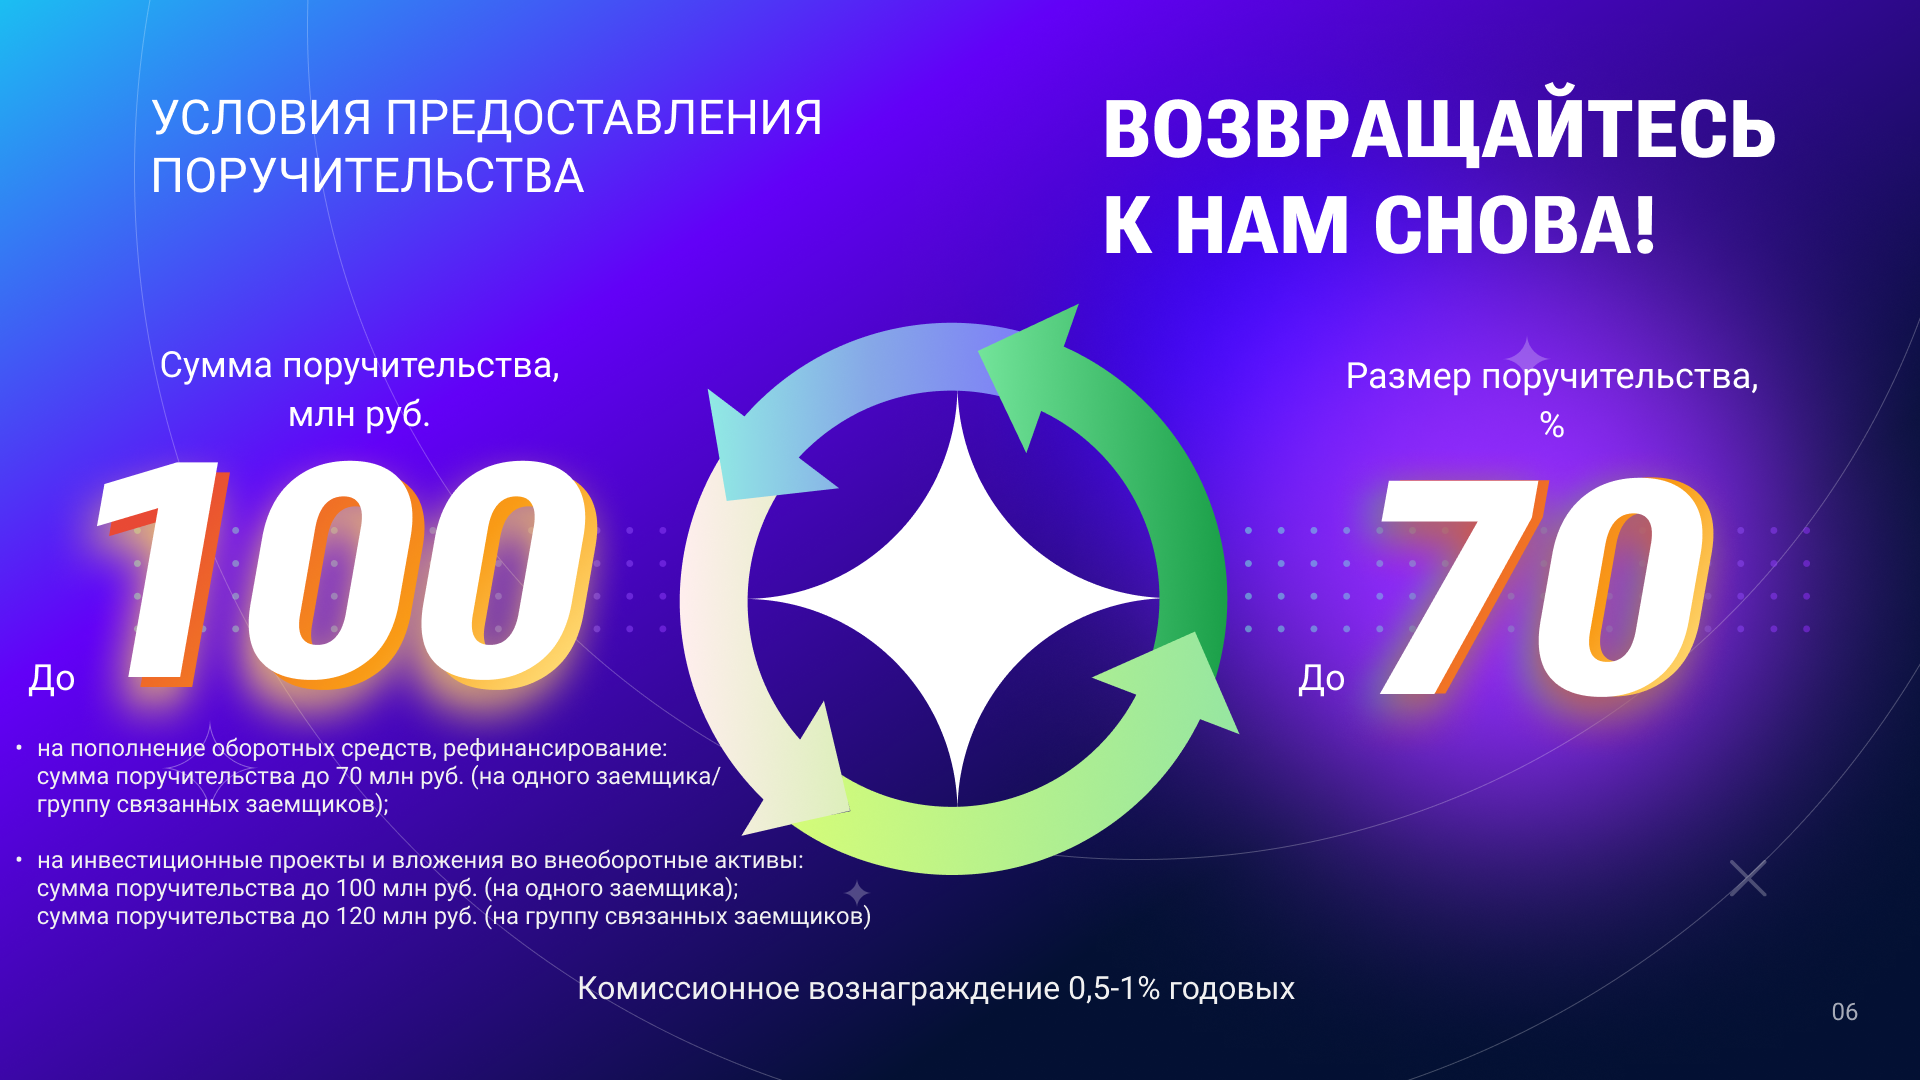 УСЛОВИЯ ПРЕДОСТАВЛЕНИЯ
ПОРУЧИТЕЛЬСТВА
ВОЗВРАЩАЙТЕСЬ
К НАМ СНОВА!
Сумма поручительства,
млн руб.
До 100
Размер поручительства,
%
До 70
• на пополнение оборотных средств, рефинансирование:
сумма поручительства до 70 млн руб. (на одного заемщика/
группу связанных заемщиков);
• на инвестиционные проекты и вложения во внеоборотные активы:
сумма поручительства до 100 млн руб. (на одного заемщика);
сумма поручительства до 120 млн руб. (на группу связанных заемщиков)
Комиссионное вознаграждение 0,5-1% годовых
06